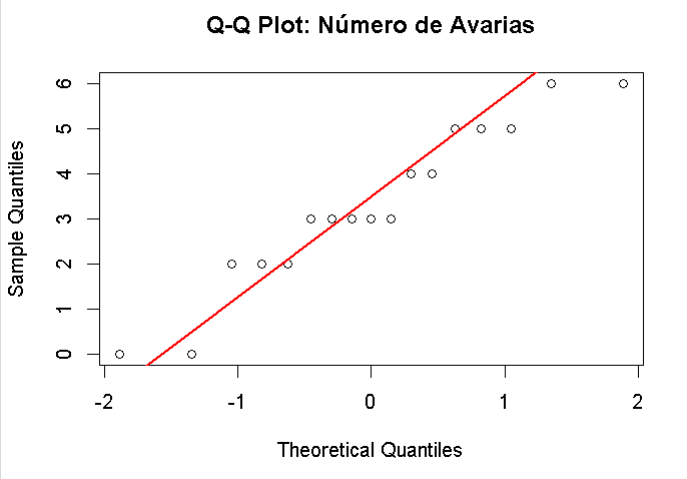 Q-Q Plot: Número de Avarias
Sample Quantiles
6
5
4
3
2
1
0
-2 -1 0 1 2
Theoretical Quantiles